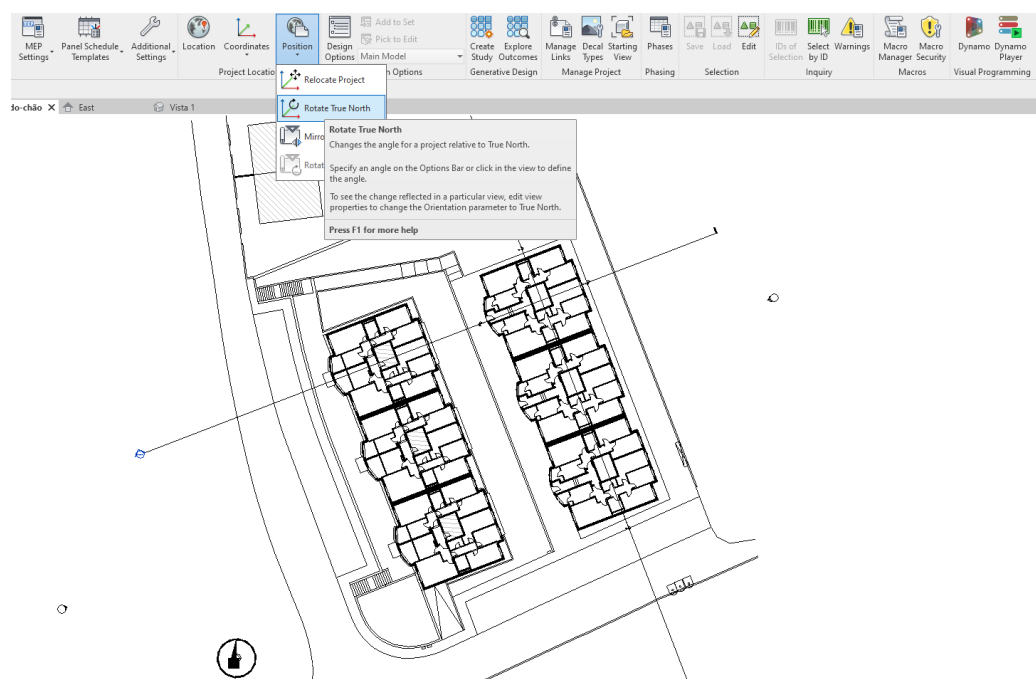 MEP Settings
Panel Schedule Templates
Additional Settings
Location
Coordinates
Position
Design Options
Add to Set
Pick to Edit
Main Model
Create Study
Explore Outcomes
Manage Links
Decal Types
Starting View
Phases
Save
Load
Edit
IDs of Selection
Select by ID
Warnings
Macro Manager
Macro Security
Dynamo
Dynamo Player
Project Locatio
n Options
Generative Design
Manage Project
Phasing
Selection
Inquiry
Macros
Visual Programming
Relocate Project
do-chão
East
Vista 1
Rotate True North
Mirro
Rotat
Rotate True North
Changes the angle for a project relative to True North.
Specify an angle on the Options Bar or click in the view to define
the angle.
To see the change reflected in a particular view, edit view
properties to change the Orientation parameter to True North.
Press F1 for more help